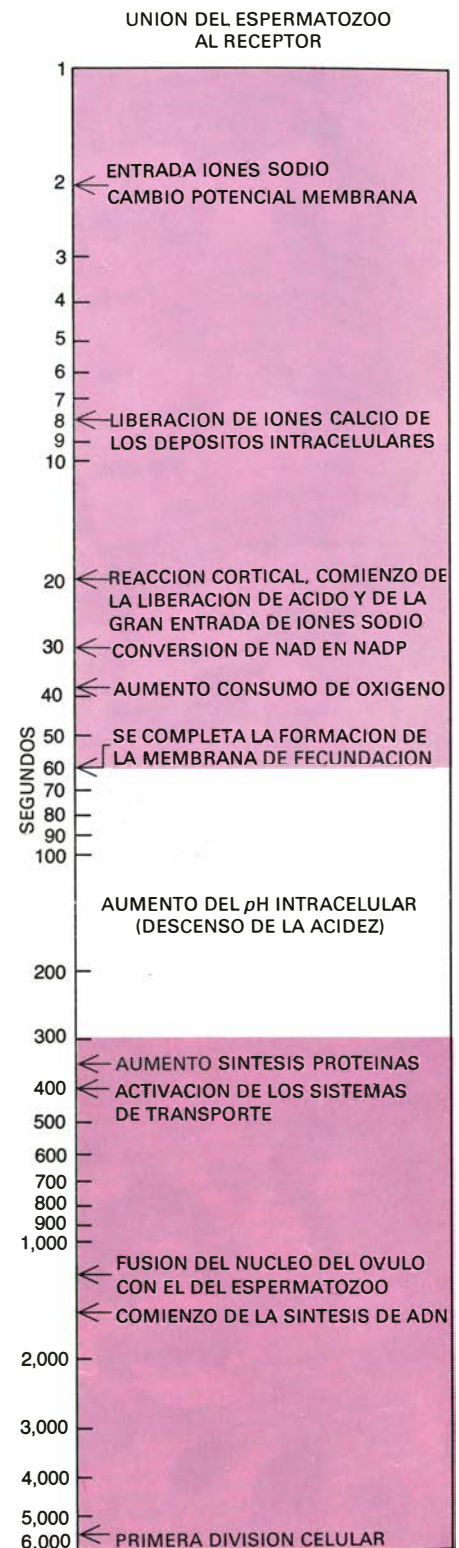 UNION DEL ESPERMATOZOO
AL RECEPTOR
1
2
ENTRADA IONES SODIO
CAMBIO POTENCIAL MEMBRANA
3
4
5
6
7
8
LIBERACION DE IONES CALCIO DE
LOS DEPOSITOS INTRACELULARES
9
10
20
REACCION CORTICAL, COMIENZO DE
LA LIBERACION DE ACIDO Y DE LA
GRAN ENTRADA DE IONES SODIO
30
CONVERSION DE NAD EN NADP
AUMENTO CONSUMO DE OXIGENO
40
50
SE COMPLETA LA FORMACION DE
LA MEMBRANA DE FECUNDACION
60
SEGUNDOS
70
80
90
100
AUMENTO DEL pH INTRACELULAR
(DESCENSO DE LA ACIDEZ)
200
300
AUMENTO SINTESIS PROTEINAS
400
ACTIVACION DE LOS SISTEMAS
DE TRANSPORTE
500
600
700
800
900
1,000
FUSION DEL NUCLEO DEL OVULO
CON EL DEL ESPERMATOZOO
COMIENZO DE LA SINTESIS DE ADN
2,000
3,000
4,000
5,000
6,000
PRIMERA DIVISION CELULAR